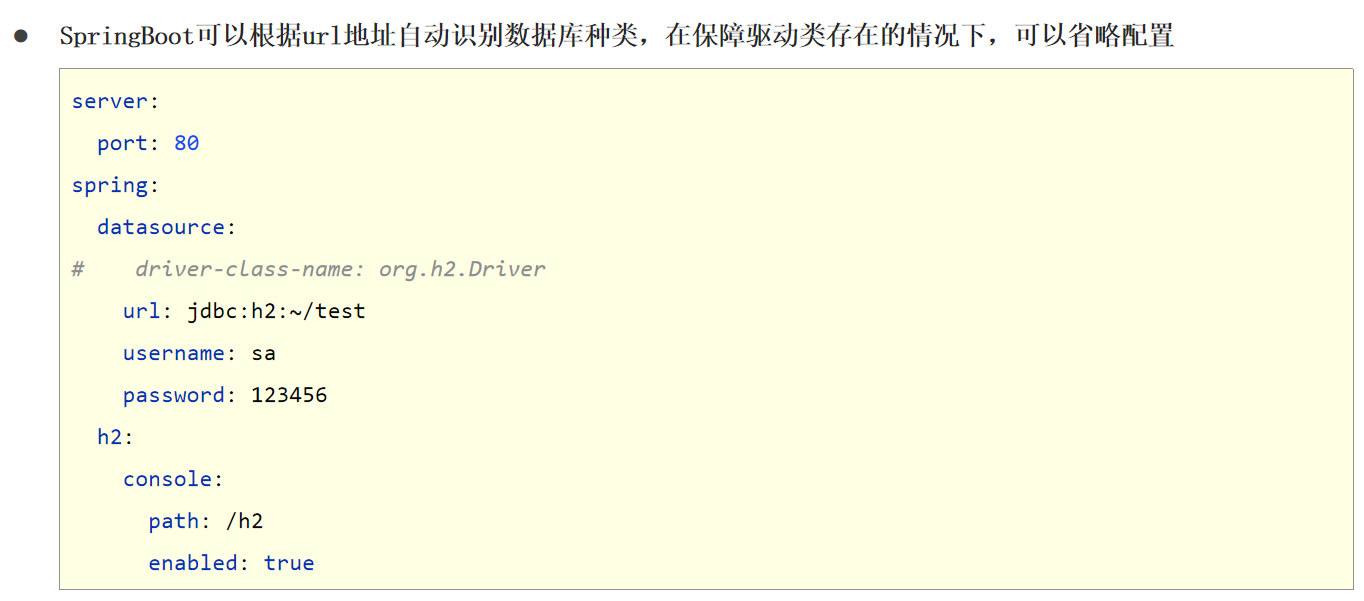 ● SpringBoot可以根据url地址自动识别数据库种类，在保障驱动类存在的情况下，可以省略配置
server:
  port: 80
spring:
  datasource:
#    driver-class-name: org.h2.Driver
    url: jdbc:h2:~/test
    username: sa
    password: 123456
  h2:
    console:
      path: /h2
      enabled: true